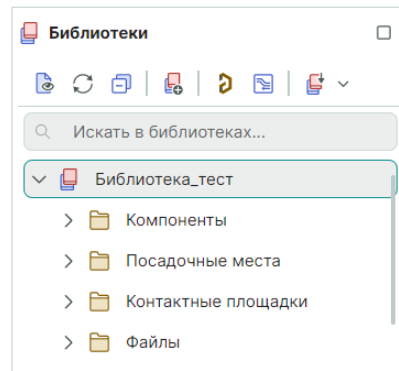 Библиотеки
Искать в библиотеках...
Библиотека_тест
Компоненты
Посадочные места
Контактные площадки
Файлы